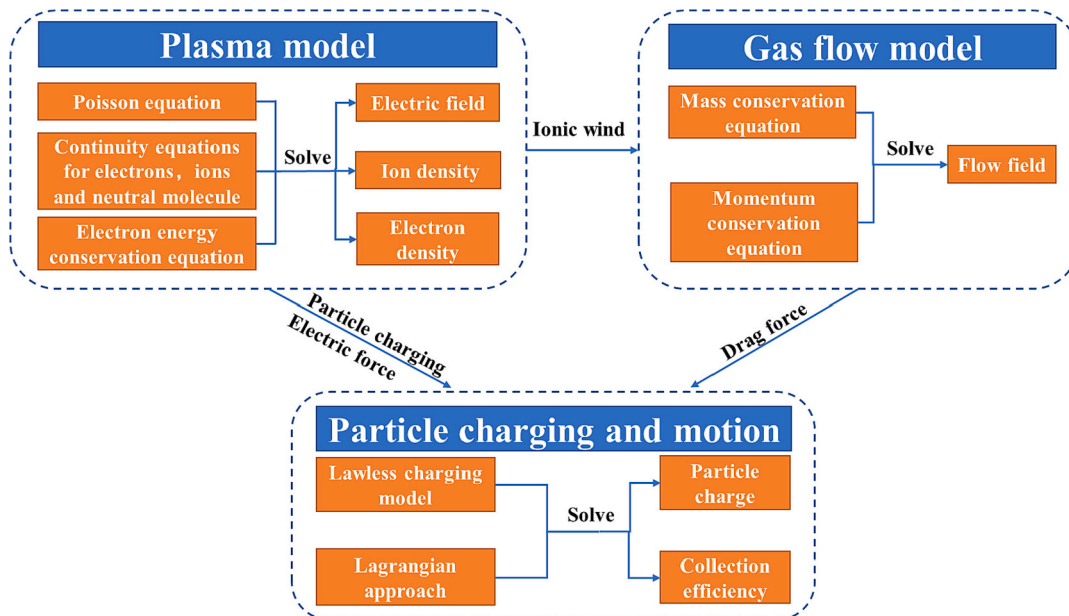 Plasma model
Poisson equation
Continuity equations
for electrons, ions
and neutral molecule
Electron energy
conservation equation
Solve
Electric field
Ion density
Electron
density
Ionic wind
Gas flow model
Mass conservation
equation
Momentum
conservation
equation
Solve
Flow field
Particle charging
Electric force
Drag force
Particle charging and motion
Lawless charging
model
Lagrangian
approach
Solve
Particle
charge
Collection
efficiency